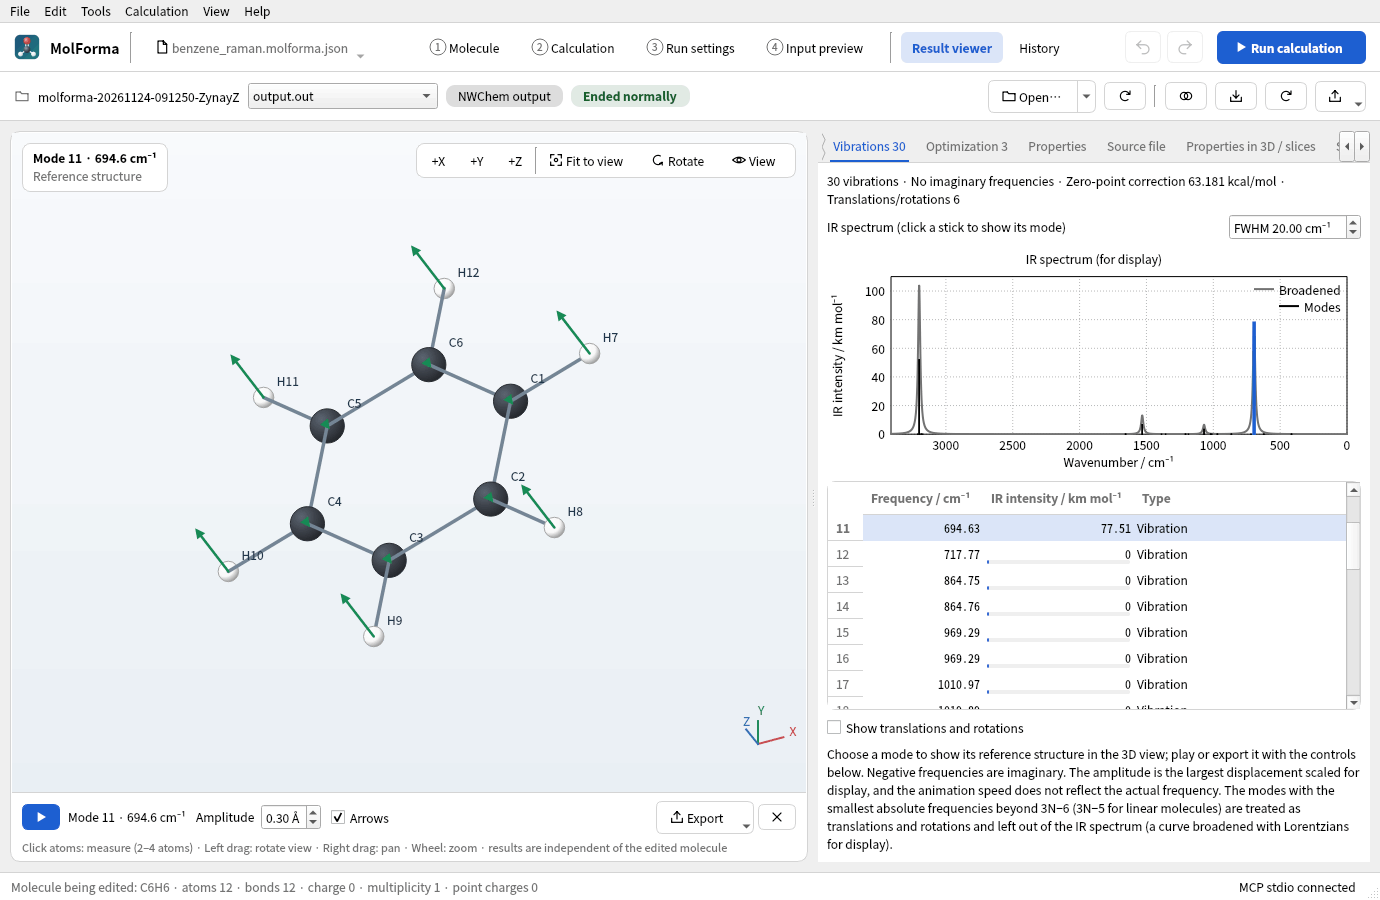 File Edit Tools Calculation View Help
MolForma
benzene_raman.molforma.json
1 Molecule 2 Calculation 3 Run settings 4 Input preview
Result viewer History
Run calculation
molforma-20261124-091250-ZynayZ output.out NWChem output Ended normally Open…
Mode 11 · 694.6 cm⁻¹
Reference structure
+X +Y +Z Fit to view Rotate View
H12
C6
H7
C1
H11
C5
C2
C4
H8
C3
H10
H9
Y
Z
X
Mode 11 · 694.6 cm⁻¹ Amplitude 0.30 Å Arrows Export
Click atoms: measure (2–4 atoms) · Left drag: rotate view · Right drag: pan · Wheel: zoom · results are independent of the edited molecule
Vibrations 30 Optimization 3 Properties Source file Properties in 3D / slices
30 vibrations · No imaginary frequencies · Zero-point correction 63.181 kcal/mol ·
Translations/rotations 6
IR spectrum (click a stick to show its mode) FWHM 20.00 cm⁻¹
IR spectrum (for display)
IR intensity / km mol⁻¹
100
80
60
40
20
0
Broadened
Modes
3000 2500 2000 1500 1000 500 0
Wavenumber / cm⁻¹
Frequency / cm⁻¹ IR intensity / km mol⁻¹ Type
11 694.63 77.51 Vibration
12 717.77 0 Vibration
13 864.75 0 Vibration
14 864.76 0 Vibration
15 969.29 0 Vibration
16 969.29 0 Vibration
17 1010.97 0 Vibration
Show translations and rotations
Choose a mode to show its reference structure in the 3D view; play or export it with the controls
below. Negative frequencies are imaginary. The amplitude is the largest displacement scaled for
display, and the animation speed does not reflect the actual frequency. The modes with the
smallest absolute frequencies beyond 3N−6 (3N−5 for linear molecules) are treated as
translations and rotations and left out of the IR spectrum (a curve broadened with Lorentzians
for display).
Molecule being edited: C6H6 · atoms 12 · bonds 12 · charge 0 · multiplicity 1 · point charges 0
MCP stdio connected